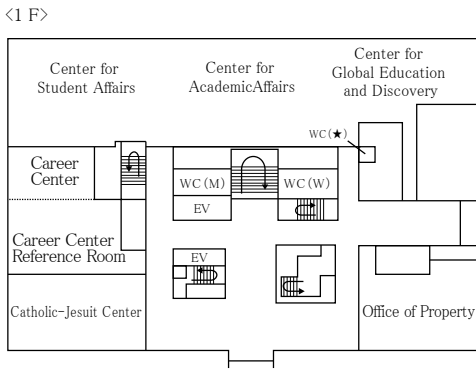 <1 F>
Center for
Student Affairs
Center for
AcademicAffairs
Center for
Global Education
and Discovery
WC(★)
Career
Center
WC(M)
WC(W)
EV
Career Center
Reference Room
EV
Catholic-Jesuit Center
Office of Property